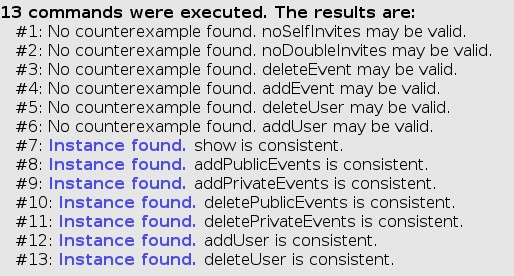 13 commands were executed. The results are:
#1: No counterexample found. noSelfInvites may be valid.
#2: No counterexample found. noDoubleInvites may be valid.
#3: No counterexample found. deleteEvent may be valid.
#4: No counterexample found. addEvent may be valid.
#5: No counterexample found. deleteUser may be valid.
#6: No counterexample found. addUser may be valid.
#7: Instance found. show is consistent.
#8: Instance found. addPublicEvents is consistent.
#9: Instance found. addPrivateEvents is consistent.
#10: Instance found. deletePublicEvents is consistent.
#11: Instance found. deletePrivateEvents is consistent.
#12: Instance found. addUser is consistent.
#13: Instance found. deleteUser is consistent.